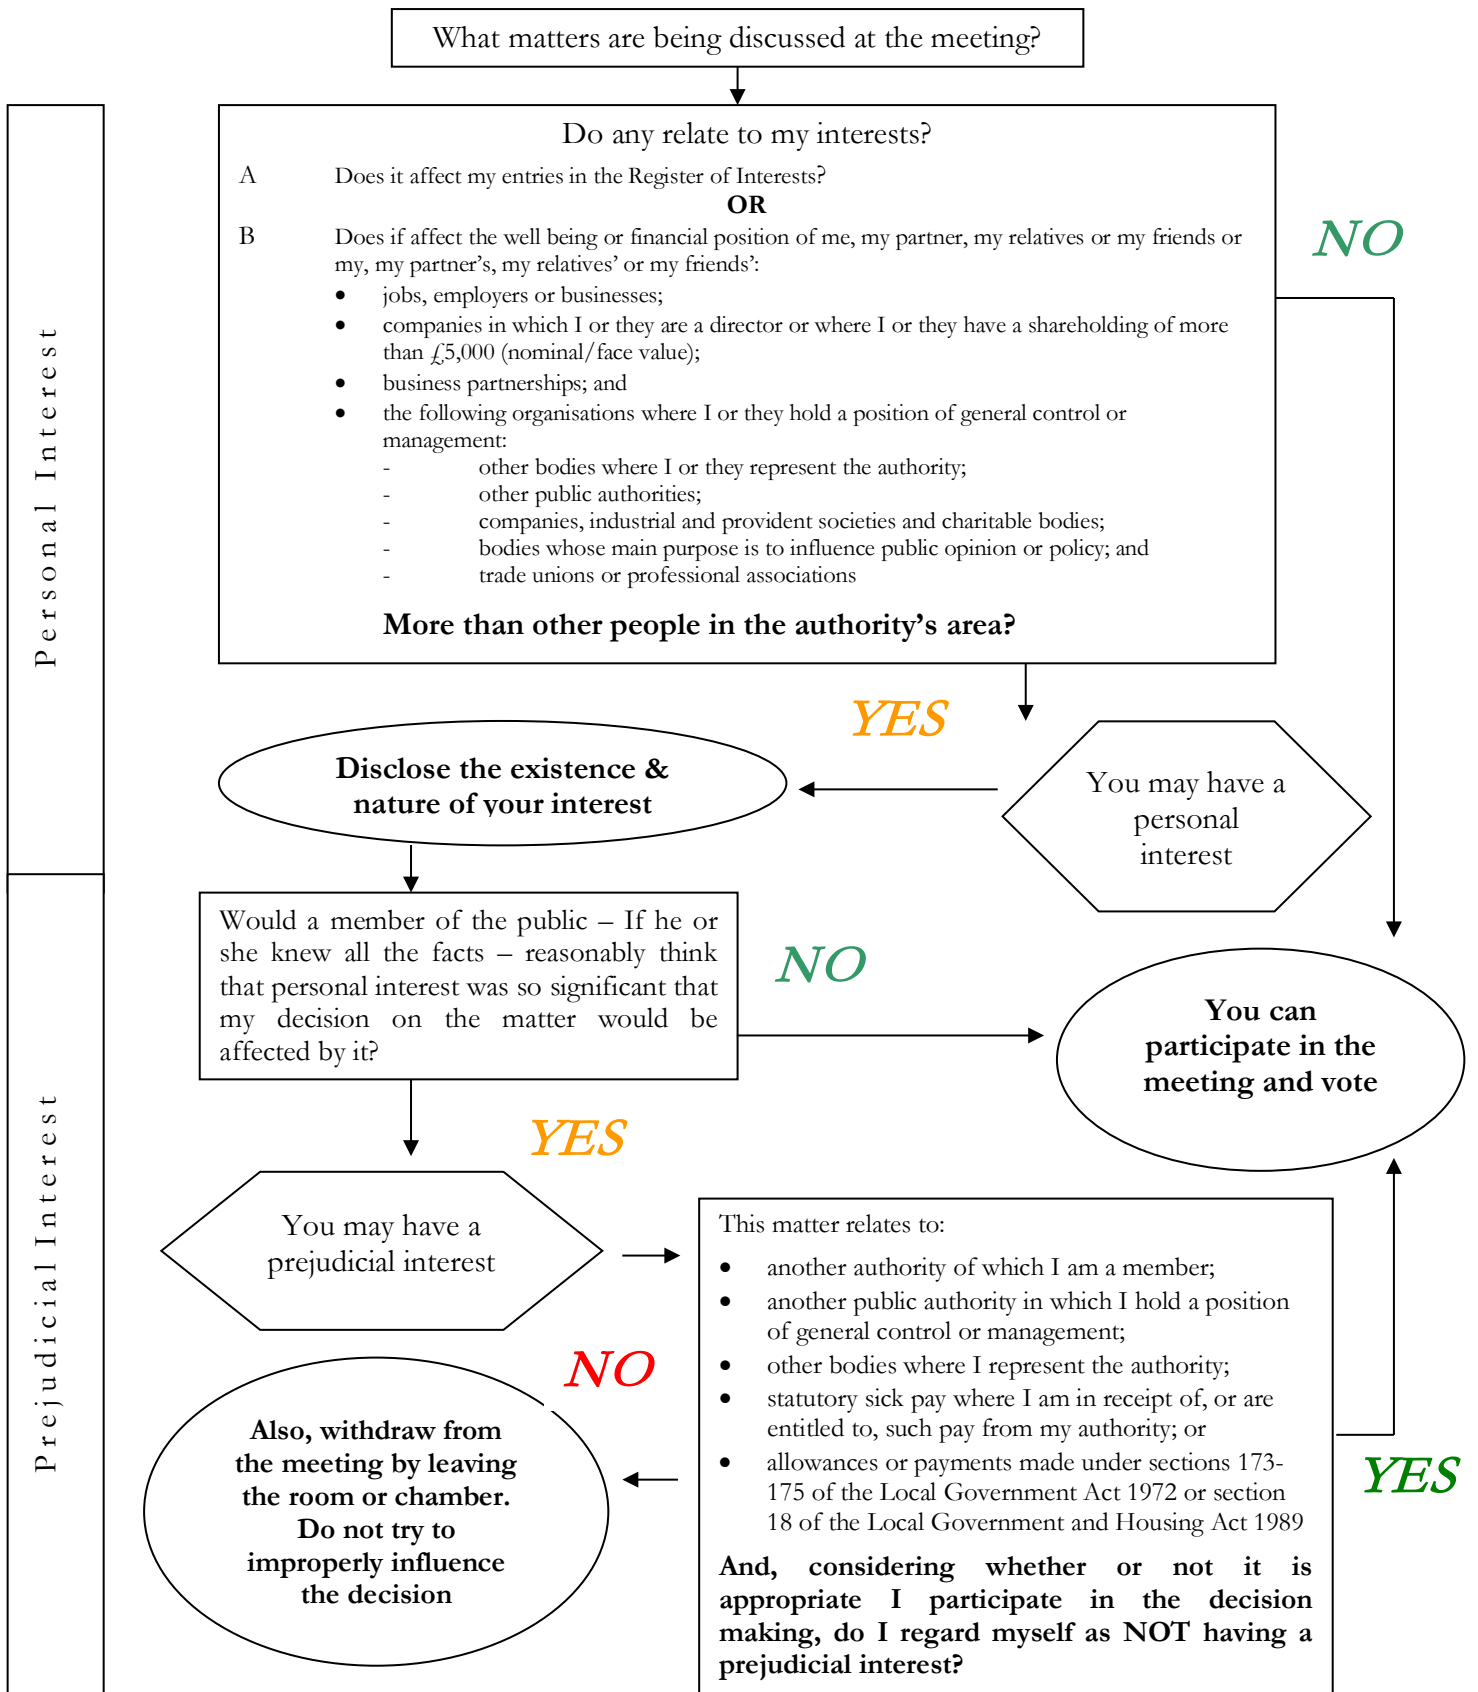 What matters are being discussed at the meeting?
Personal Interest
Do any relate to my interests?
A Does it affect my entries in the Register of Interests?
OR
B Does if affect the well being or financial position of me, my partner, my relatives or my friends or
my, my partner's, my relatives' or my friends':
• jobs, employers or businesses;
• companies in which I or they are a director or where I or they have a shareholding of more
than £5,000 (nominal/face value);
• business partnerships; and
• the following organisations where I or they hold a position of general control or
management:
- other bodies where I or they represent the authority;
- other public authorities;
- companies, industrial and provident societies and charitable bodies;
- bodies whose main purpose is to influence public opinion or policy; and
- trade unions or professional associations
More than other people in the authority's area?
NO
YES
Disclose the existence &
nature of your interest
You may have a
personal
interest
Prejudicial Interest
Would a member of the public – If he or
she knew all the facts – reasonably think
that personal interest was so significant that
my decision on the matter would be
affected by it?
NO
You can
participate in the
meeting and vote
YES
You may have a
prejudicial interest
This matter relates to:
• another authority of which I am a member;
• another public authority in which I hold a position
of general control or management;
• other bodies where I represent the authority;
• statutory sick pay where I am in receipt of, or are
entitled to, such pay from my authority; or
• allowances or payments made under sections 173-
175 of the Local Government Act 1972 or section
18 of the Local Government and Housing Act 1989
And, considering whether or not it is
appropriate I participate in the decision
making, do I regard myself as NOT having a
prejudicial interest?
NO
YES
Also, withdraw from
the meeting by leaving
the room or chamber.
Do not try to
improperly influence
the decision